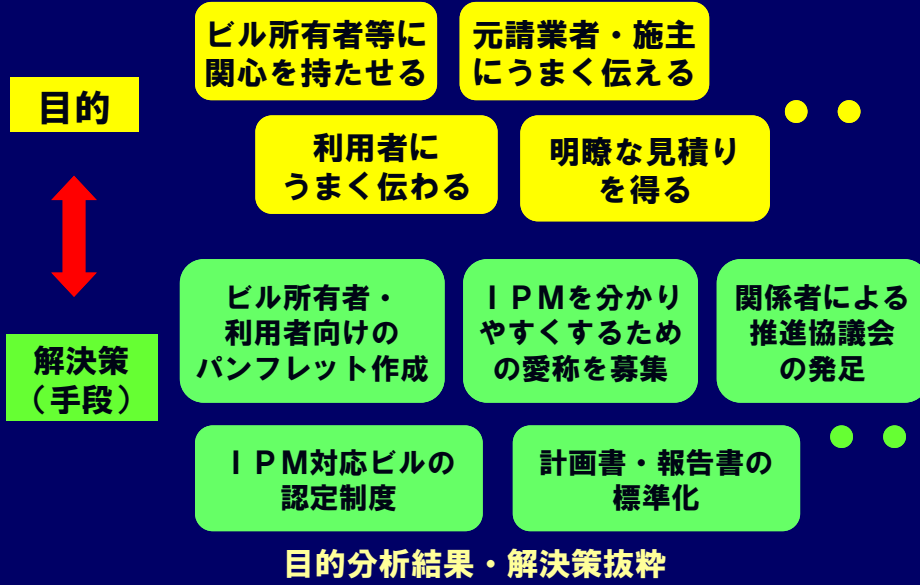 ビル所有者等に
関心を持たせる
元請業者・施主
にうまく伝える
目的
利用者に
うまく伝わる
明瞭な見積り
を得る
ビル所有者・
利用者向けの
パンフレット作成
ＩＰＭを分かり
やすくするため
の愛称を募集
関係者による
推進協議会
の発足
解決策
（手段）
ＩＰＭ対応ビルの
認定制度
計画書・報告書の
標準化
目的分析結果・解決策抜粋